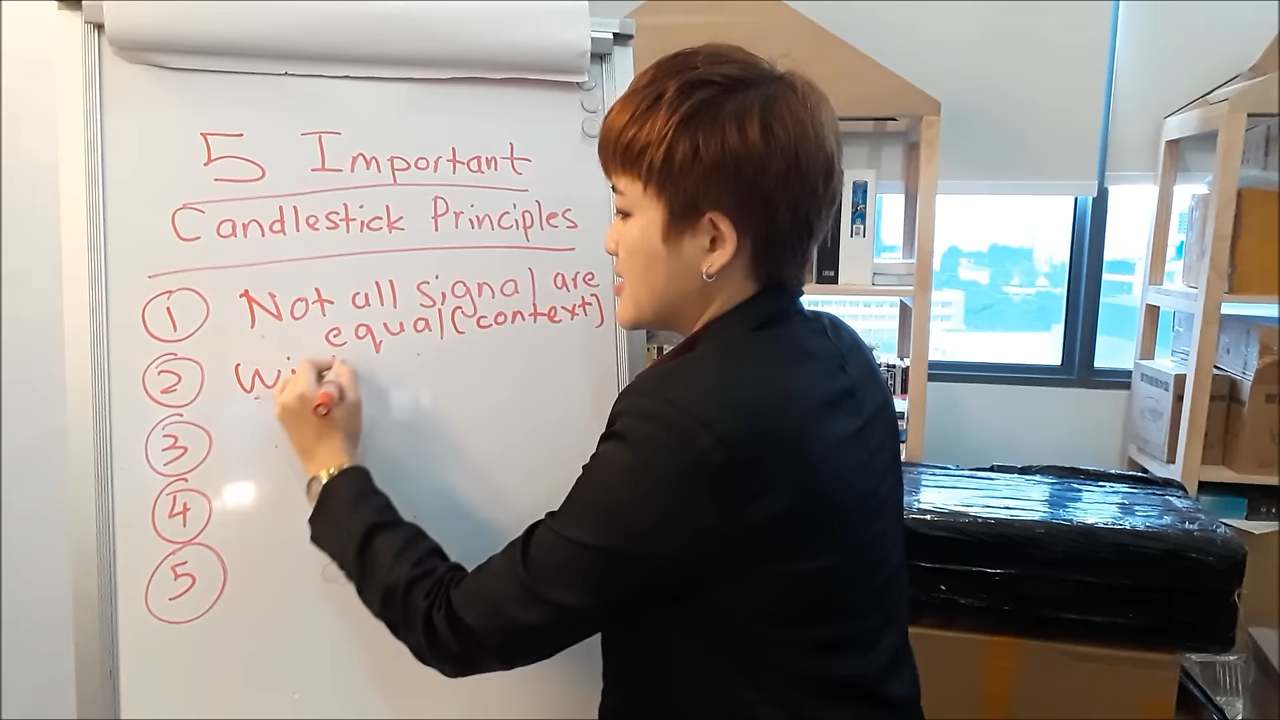 5 Important
Candlestick Principles
1 Not all signal are
equal (context)
2 Wi
3
4
5